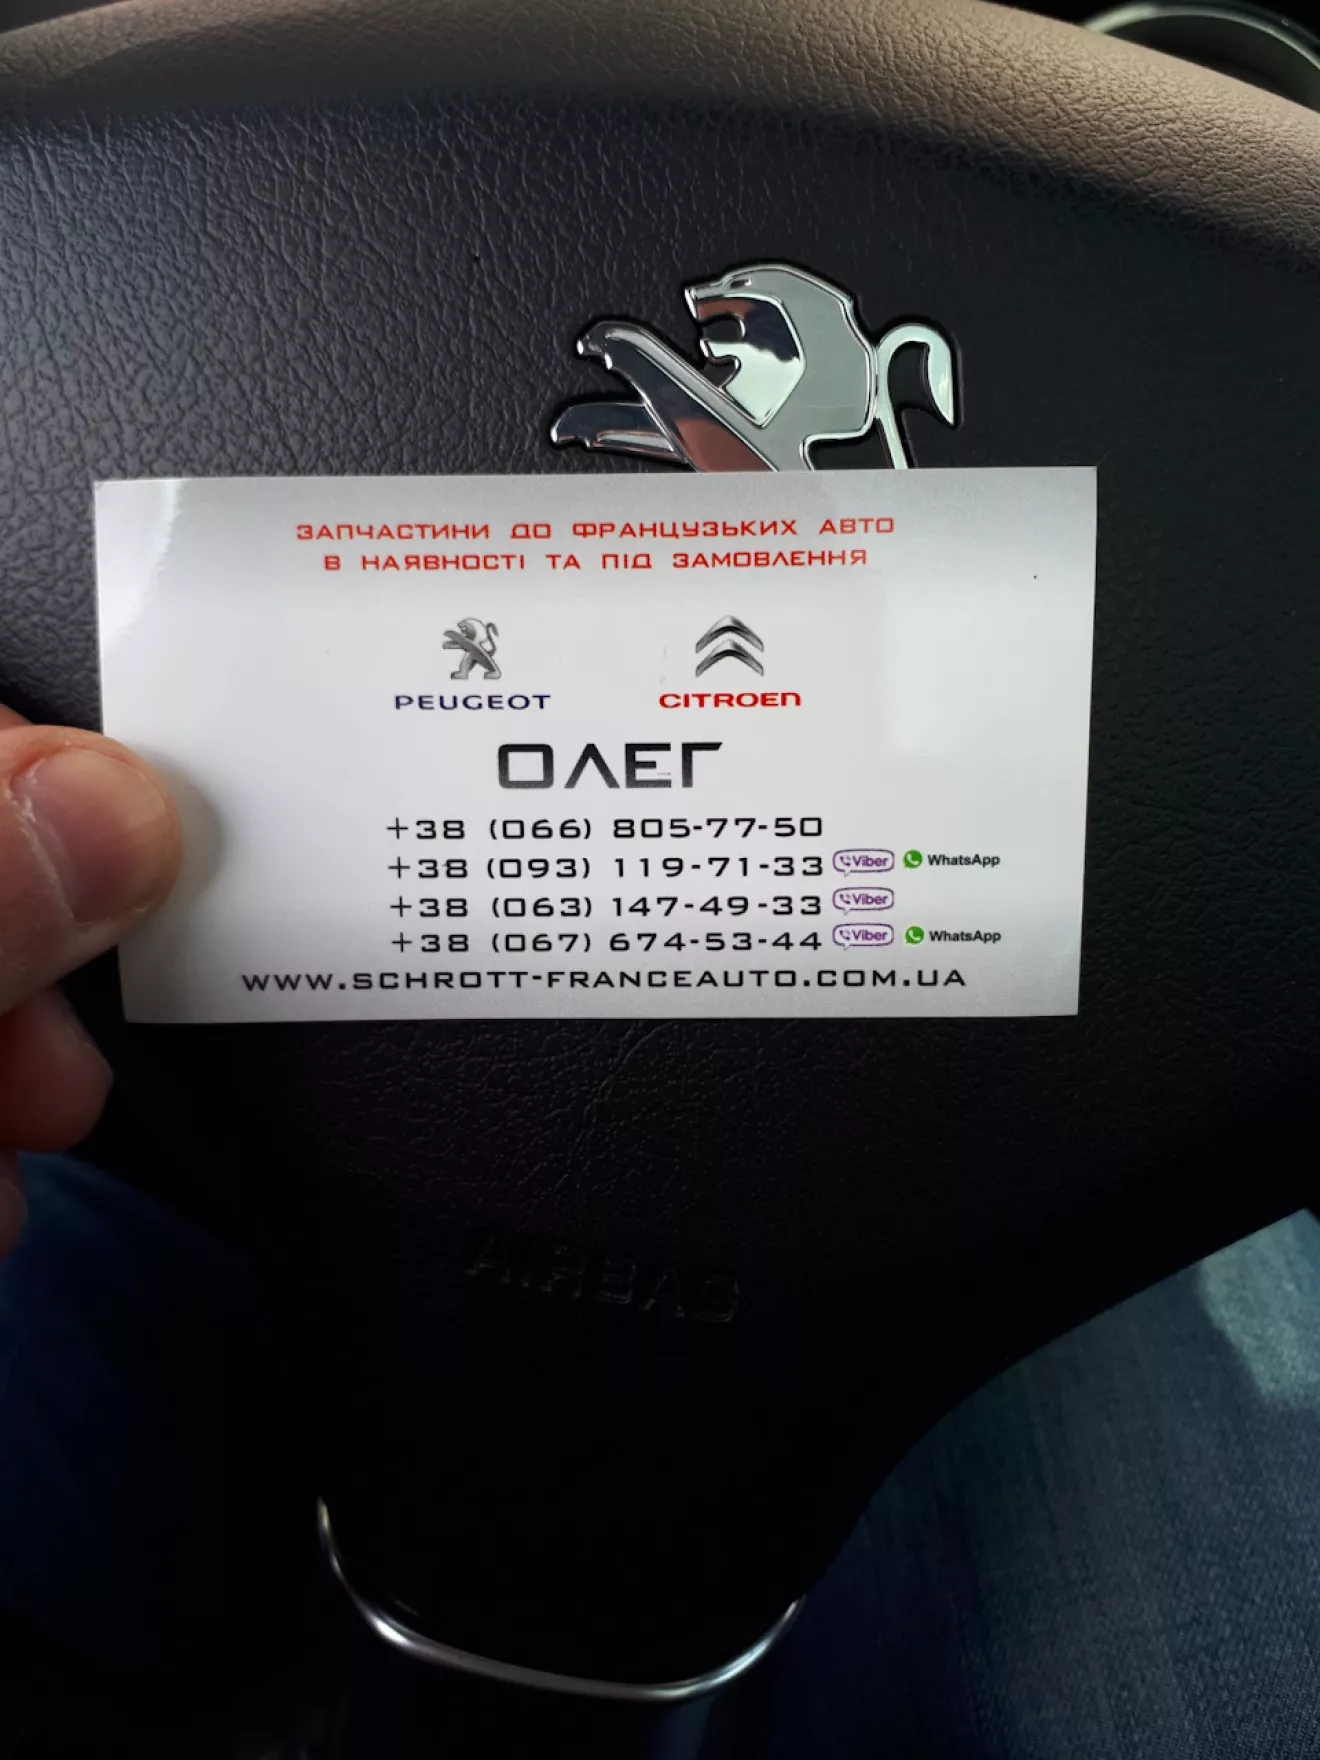 ЗАПЧАСТИНИ ДО ФРАНЦУЗЬКИХ АВТО
В НАЯВНОСТІ ТА ПІД ЗАМОВЛЕННЯ
PEUGEOT CITROEN
ОЛЕГ
+38 (066) 805-77-50
+38 (093) 119-71-33 Viber WhatsApp
+38 (063) 147-49-33 Viber
+38 (067) 674-53-44 Viber WhatsApp
WWW.SCHROTT-FRANCEAUTO.COM.UA
AIRBAG